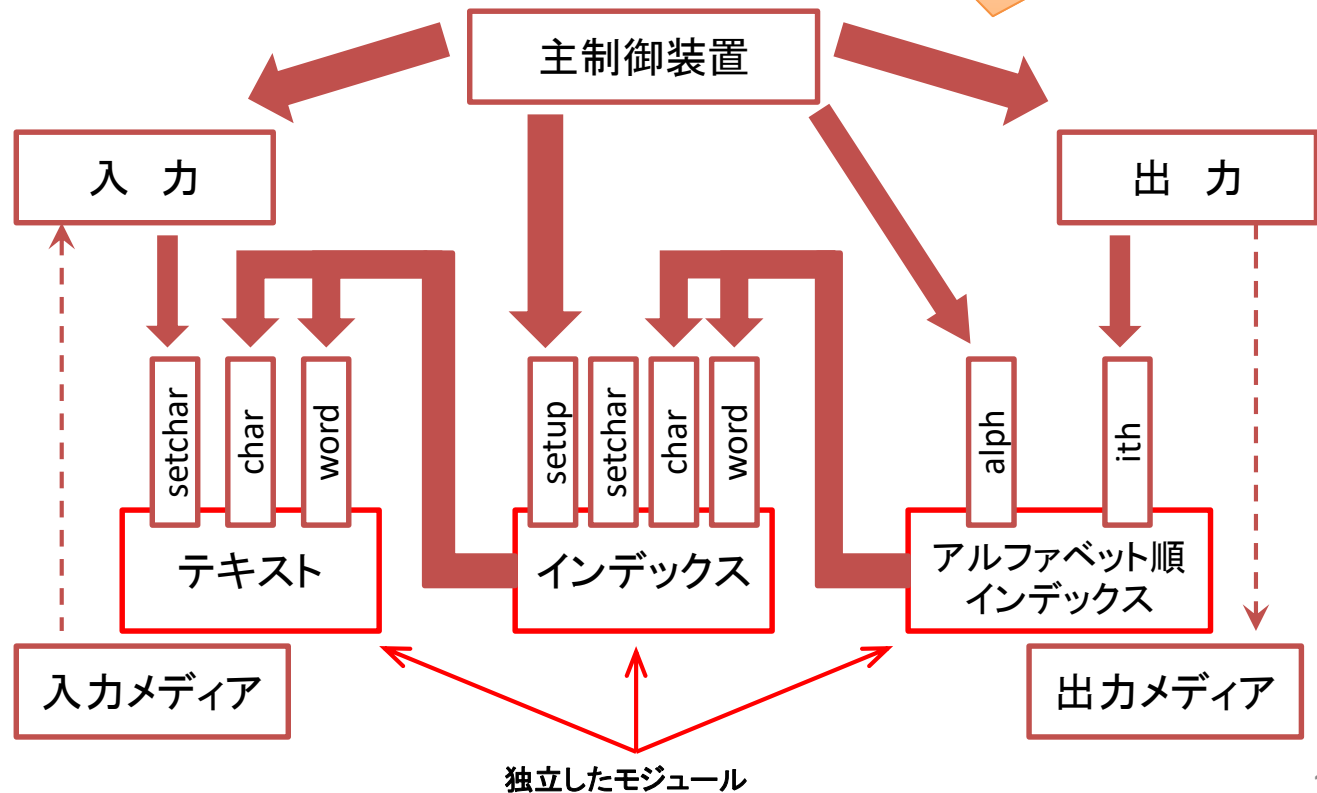 主制御装置
入 力
出 力
setchar
char
word
setup
setchar
char
word
alph
ith
テキスト
インデックス
アルファベット順
インデックス
入力メディア
出力メディア
独立したモジュール